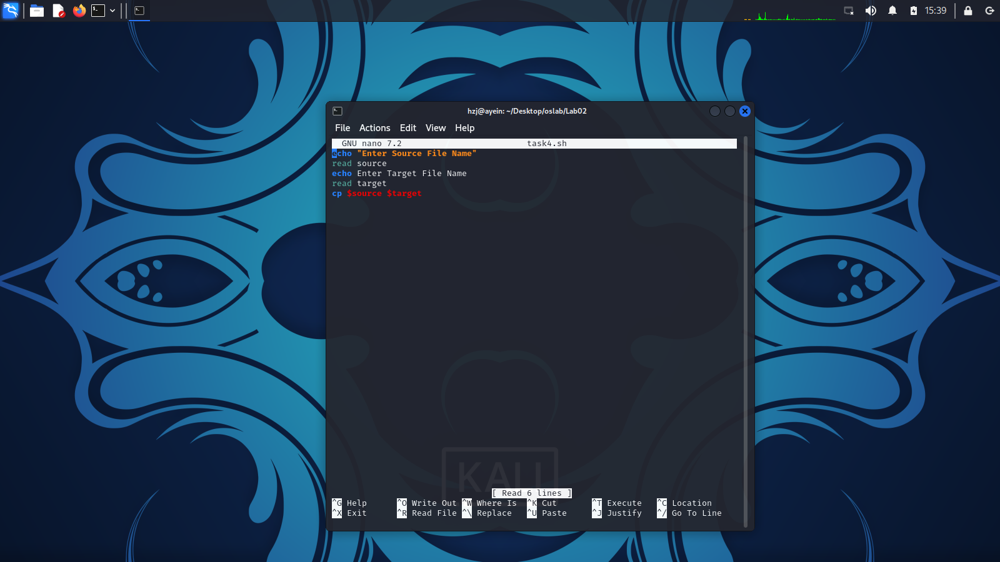 15:39
hzj@ayein: ~/Desktop/oslab/Lab02
File Actions Edit View Help
GNU nano 7.2 task4.sh
echo "Enter Source File Name"
read source
echo Enter Target File Name
read target
cp $source $target
KALI
[ Read 6 lines ]
^G Help ^O Write Out ^W Where Is ^K Cut ^T Execute ^C Location
^X Exit ^R Read File ^\ Replace ^U Paste ^J Justify ^/ Go To Line